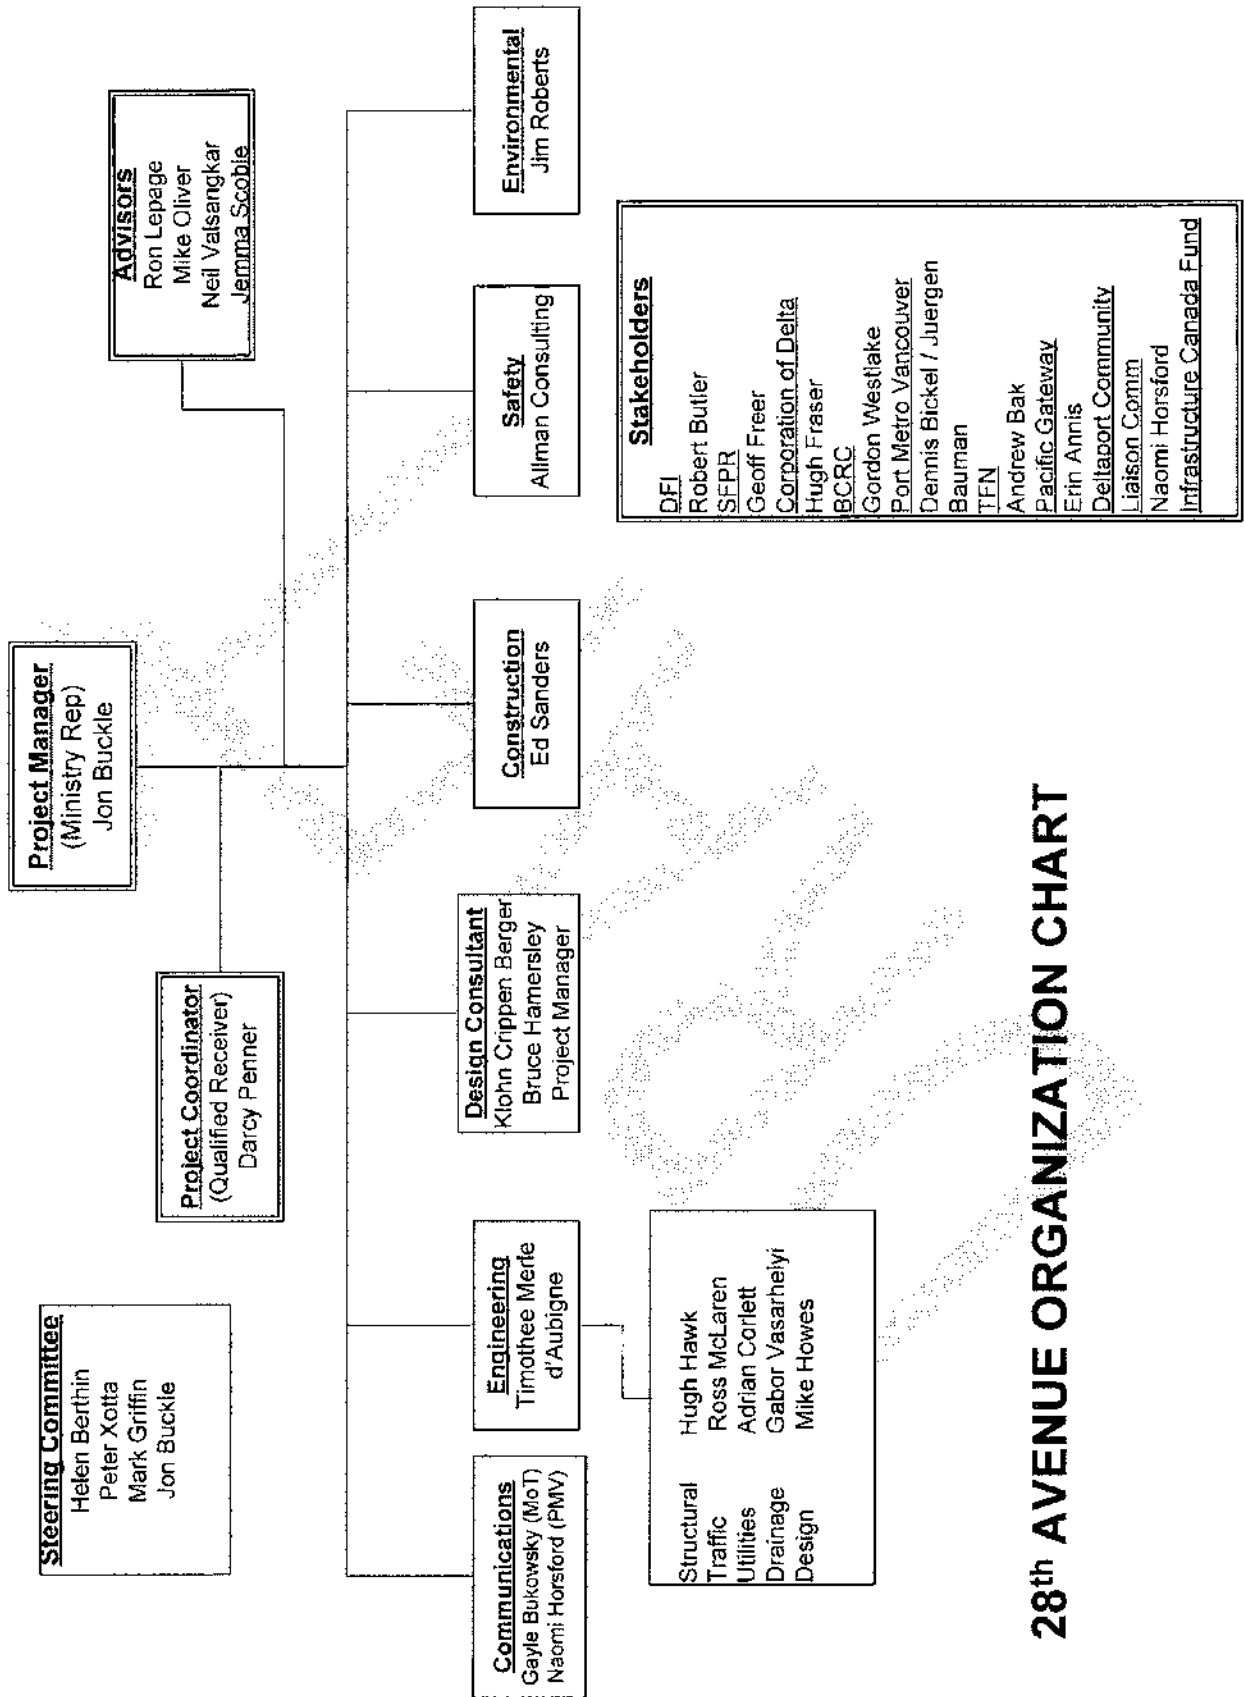 Steering Committee
Helen Berthin
Peter Xotta
Mark Griffin
Jon Buckle
Project Manager
(Ministry Rep)
Jon Buckle
Project Coordinator
(Qualified Receiver)
Darcy Penner
Advisors
Ron Lepage
Mike Oliver
Neil Valsangkar
Jemma Scoble
Communications
Gayle Bukowsky (MoT)
Naomi Horsford (PMV)
Engineering
Timothee Merle
d'Aubigne
Design Consultant
Klohn Crippen Berger
Bruce Hamersley
Project Manager
Construction
Ed Sanders
Safety
Allman Consulting
Environmental
Jim Roberts
Structural Hugh Hawk
Traffic Ross McLaren
Utilities Adrian Corlett
Drainage Gabor Vasarhelyi
Design Mike Howes
Stakeholders
DFI
Robert Butler
SFPR
Geoff Freer
Corporation of Delta
Hugh Fraser
BCRC
Gordon Westlake
Port Metro Vancouver
Dennis Bickel / Juergen
Bauman
TFN
Andrew Bak
Pacific Gateway
Erin Annis
Deltaport Community
Liaison Comm
Naomi Horsford
Infrastructure Canada Fund
28th AVENUE ORGANIZATION CHART